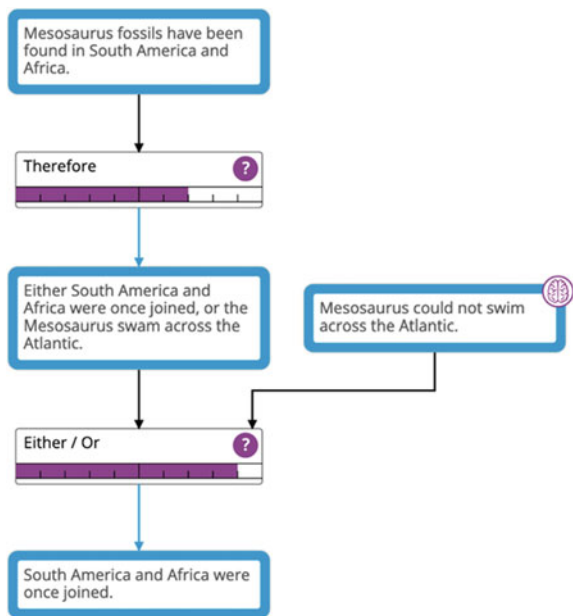 Mesosaurus fossils have been
found in South America and
Africa.
Therefore
?
Either South America and
Africa were once joined, or the
Mesosaurus swam across the
Atlantic.
Mesosaurus could not swim
across the Atlantic.
Either / Or
?
South America and Africa were
once joined.